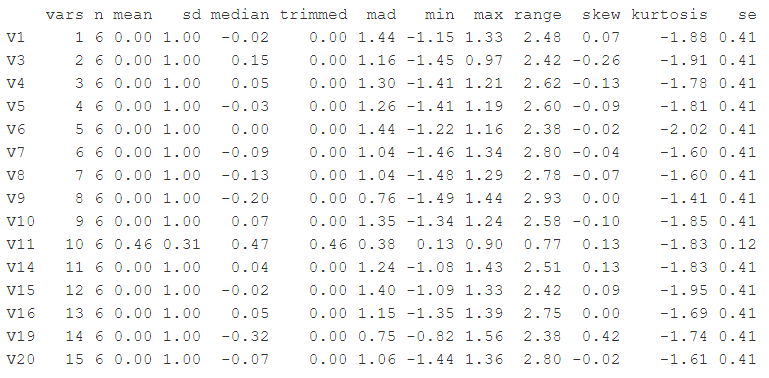 vars n mean sd median trimmed mad min max range skew kurtosis se
V1 1 6 0.00 1.00 -0.02 0.00 1.44 -1.15 1.33 2.48 0.07 -1.88 0.41
V3 2 6 0.00 1.00 0.15 0.00 1.16 -1.45 0.97 2.42 -0.26 -1.91 0.41
V4 3 6 0.00 1.00 0.05 0.00 1.30 -1.41 1.21 2.62 -0.13 -1.78 0.41
V5 4 6 0.00 1.00 -0.03 0.00 1.26 -1.41 1.19 2.60 -0.09 -1.81 0.41
V6 5 6 0.00 1.00 0.00 0.00 1.44 -1.22 1.16 2.38 -0.02 -2.02 0.41
V7 6 6 0.00 1.00 -0.09 0.00 1.04 -1.46 1.34 2.80 -0.04 -1.60 0.41
V8 7 6 0.00 1.00 -0.13 0.00 1.04 -1.48 1.29 2.78 -0.07 -1.60 0.41
V9 8 6 0.00 1.00 -0.20 0.00 0.76 -1.49 1.44 2.93 0.00 -1.41 0.41
V10 9 6 0.00 1.00 0.07 0.00 1.35 -1.34 1.24 2.58 -0.10 -1.85 0.41
V11 10 6 0.46 0.31 0.47 0.46 0.38 0.13 0.90 0.77 0.13 -1.83 0.12
V14 11 6 0.00 1.00 0.04 0.00 1.24 -1.08 1.43 2.51 0.13 -1.83 0.41
V15 12 6 0.00 1.00 -0.02 0.00 1.40 -1.09 1.33 2.42 0.09 -1.95 0.41
V16 13 6 0.00 1.00 0.05 0.00 1.15 -1.35 1.39 2.75 0.00 -1.69 0.41
V19 14 6 0.00 1.00 -0.32 0.00 0.75 -0.82 1.56 2.38 0.42 -1.74 0.41
V20 15 6 0.00 1.00 -0.07 0.00 1.06 -1.44 1.36 2.80 -0.02 -1.61 0.41